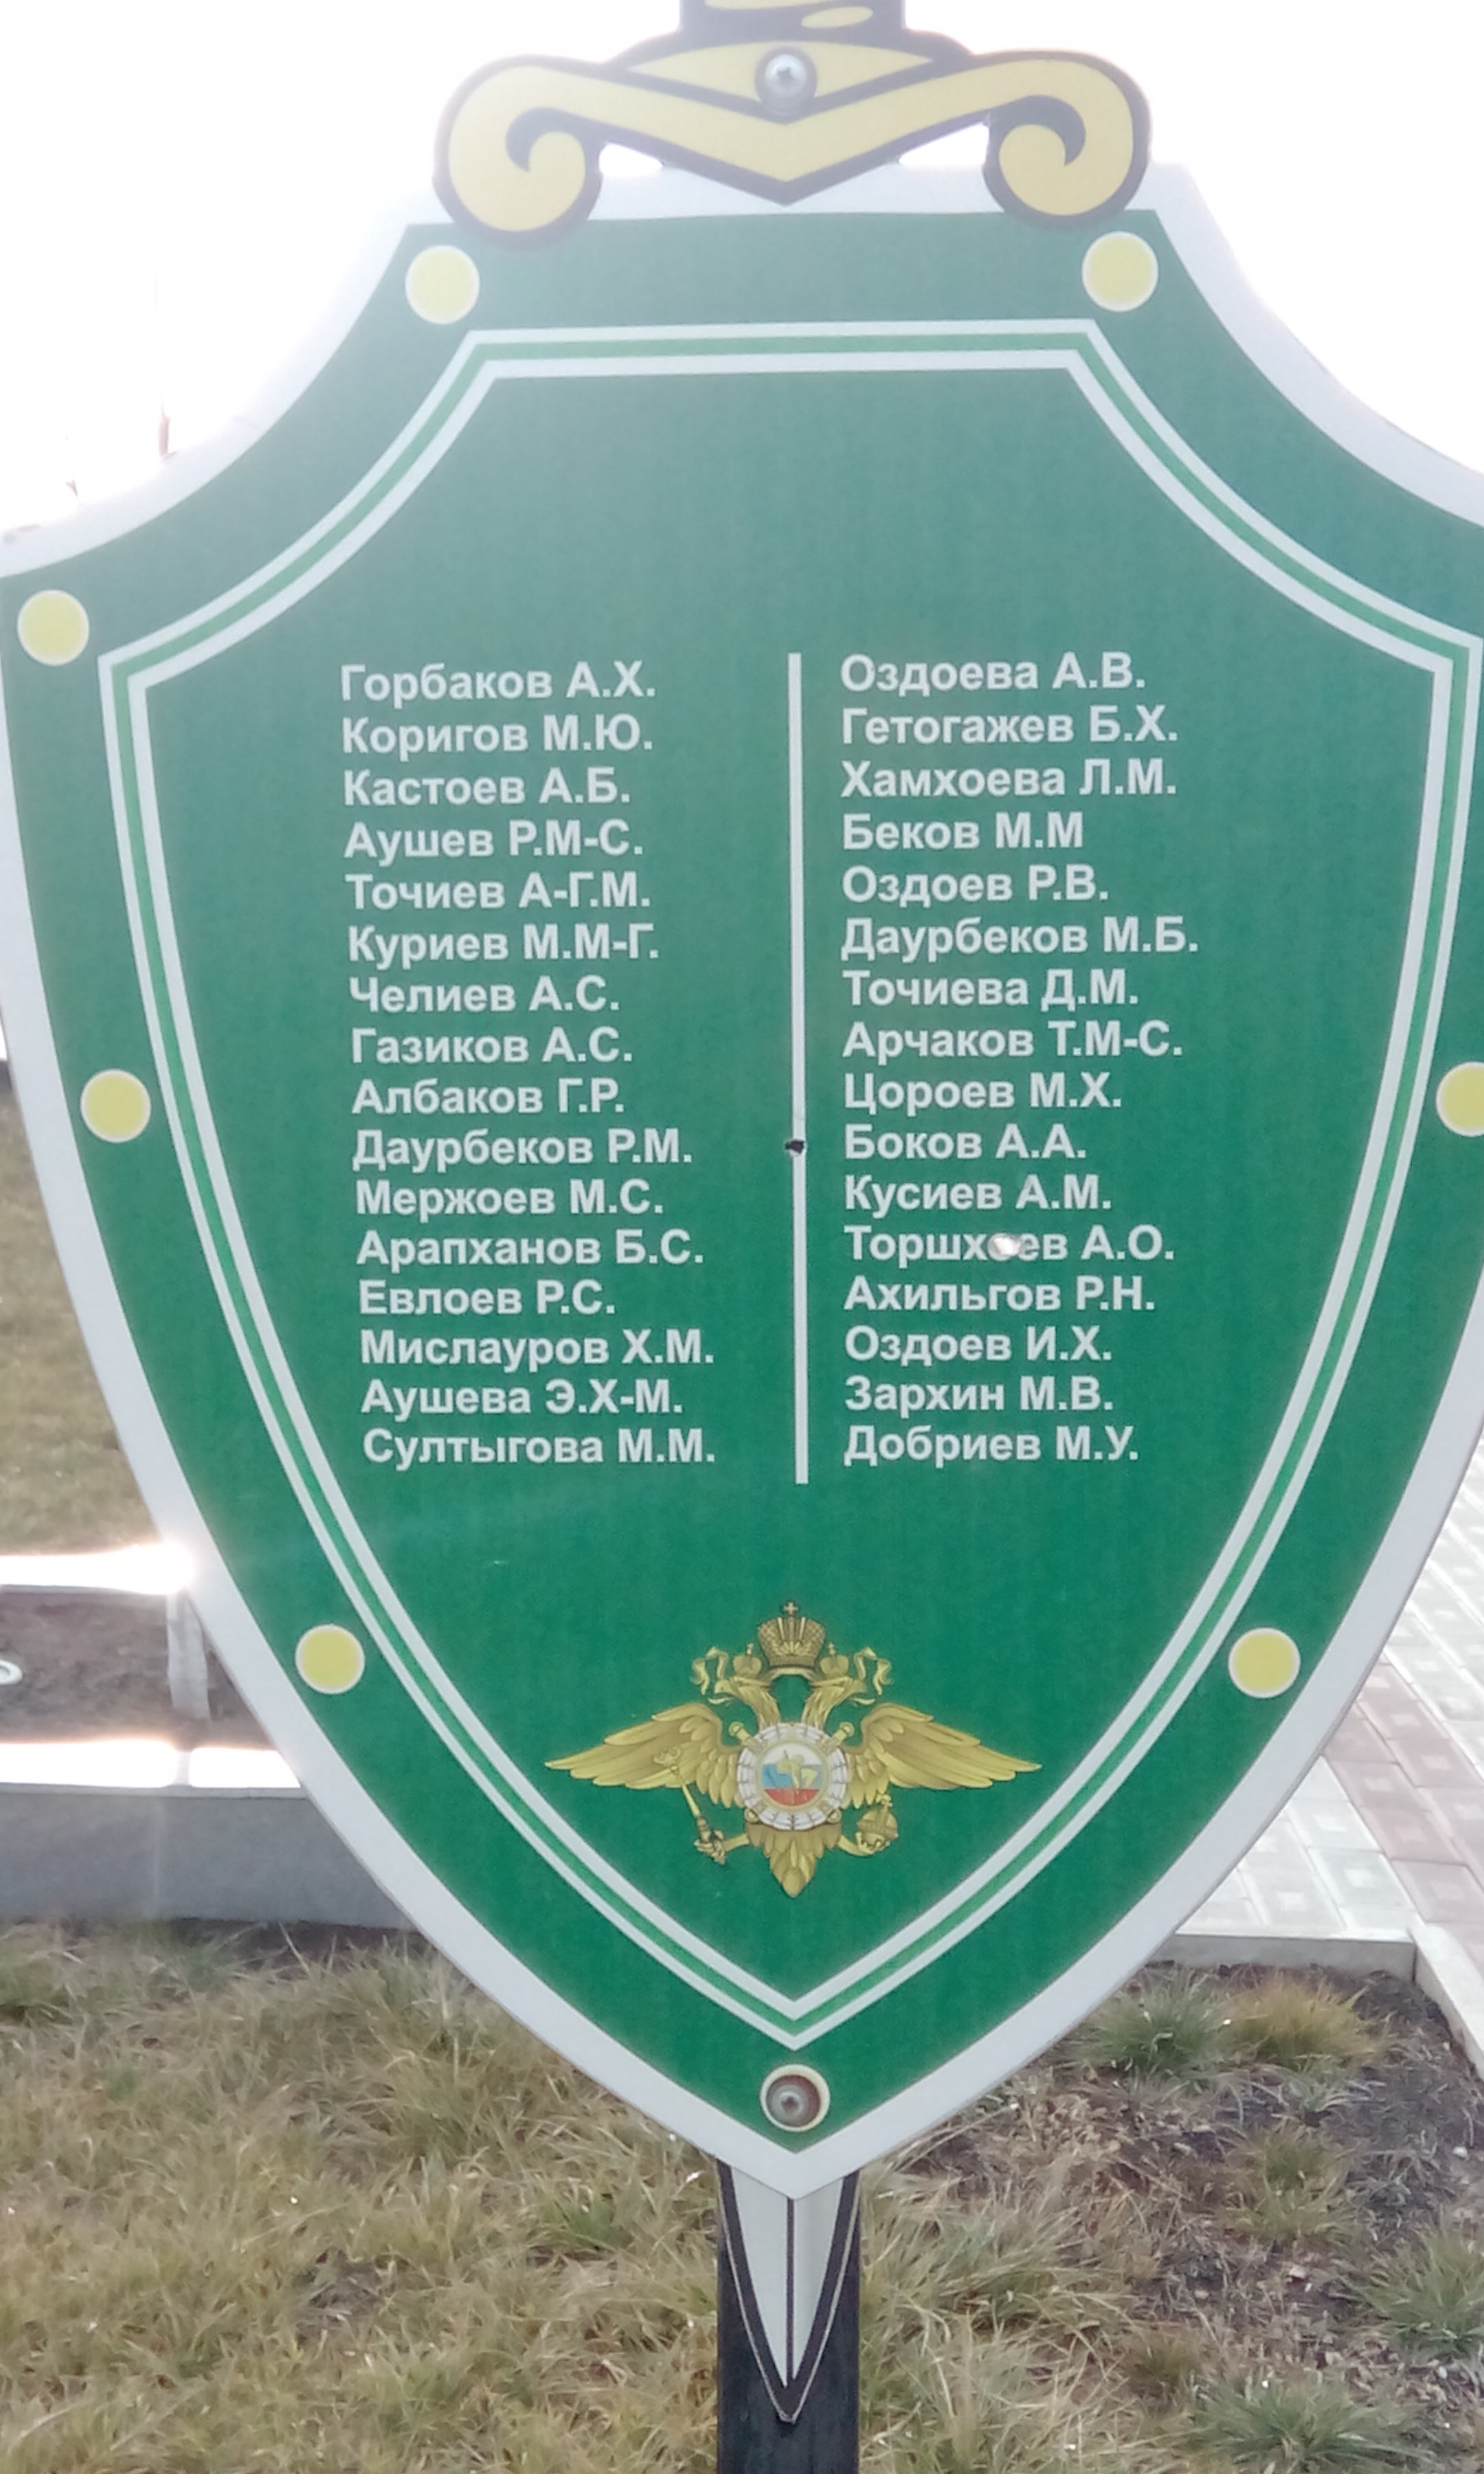 Горбаков А.Х.
Коригов М.Ю.
Кастоев А.Б.
Аушев Р.М-С.
Точиев А-Г.М.
Куриев М.М-Г.
Челиев А.С.
Газиков А.С.
Албаков Г.Р.
Даурбеков Р.М.
Мержоев М.С.
Арапханов Б.С.
Евлоев Р.С.
Мислауров Х.М.
Аушева Э.Х-М.
Султыгова М.М.
Оздоева А.В.
Гетогажев Б.Х.
Хамхоева Л.М.
Беков М.М
Оздоев Р.В.
Даурбеков М.Б.
Точиева Д.М.
Арчаков Т.М-С.
Цороев М.Х.
Боков А.А.
Кусиев А.М.
Торшхоев А.О.
Ахильгов Р.Н.
Оздоев И.Х.
Зархин М.В.
Добриев М.У.